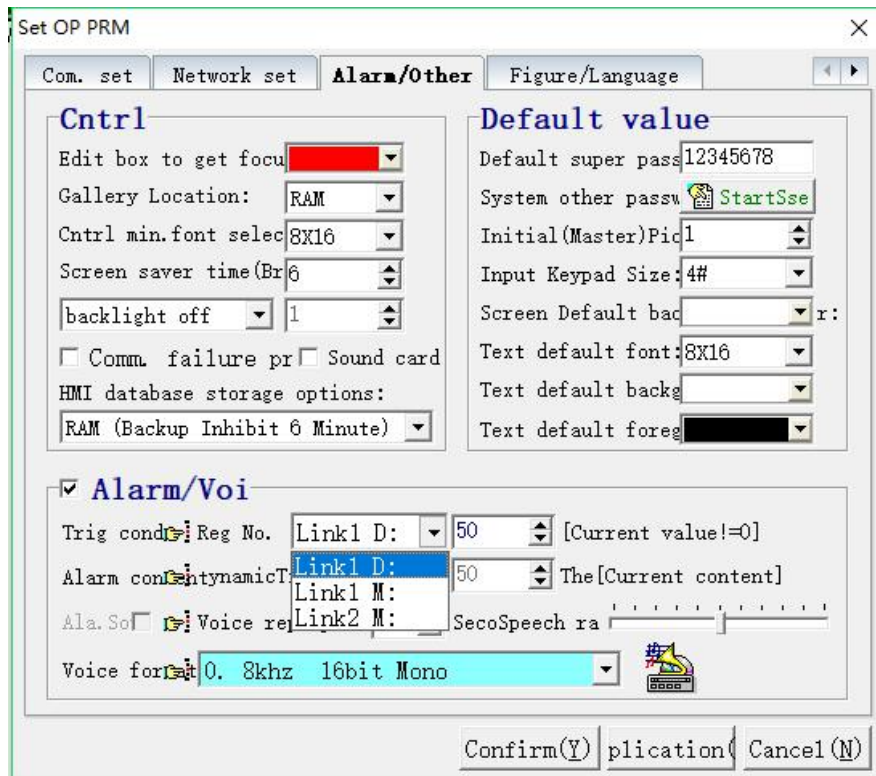 Set OP PRM
Com. set Network set Alarm/Other Figure/Language
Cntrl
Edit box to get focu
Gallery Location: RAM
Cntrl min.font selec 8X16
Screen saver time(Br 6
backlight off 1
Comm. failure pr Sound card
HMI database storage options:
RAM (Backup Inhibit 6 Minute)
Default value
Default super pass 12345678
System other passw StartSse
Initial(Master)Pic 1
Input Keypad Size: 4#
Screen Default bac r:
Text default font: 8X16
Text default backg
Text default foreg
Alarm/Voi
Trig cond Reg No. Link1 D: 50 [Current value!=0]
Alarm con tynamicT Link1 D: 50 The[Current content]
Link1 M:
Ala.So Voice re Link2 M: SecoSpeech ra
Voice for at 0. 8khz 16bit Mono
Confirm(Y) plication( Cancel(N)